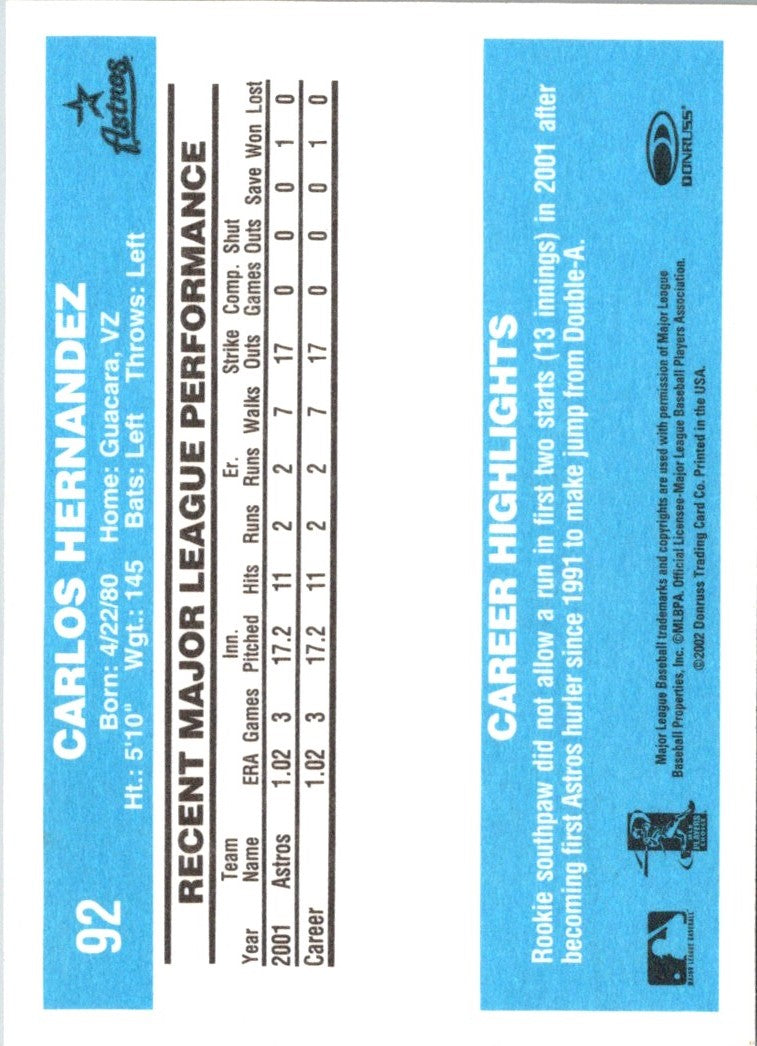 92
CARLOS HERNANDEZ
Astros
Born: 4/22/80 Home: Guacara, VZ
Ht.: 5'10" Wgt.: 145 Bats: Left Throws: Left
RECENT MAJOR LEAGUE PERFORMANCE
Team Inn. Er. Strike Comp. Shut
Year Name ERA Games Pitched Hits Runs Runs Walks Outs Games Outs Save Won Lost
2001 Astros 1.02 3 17.2 11 2 2 7 17 0 0 0 1 0
Career 1.02 3 17.2 11 2 2 7 17 0 0 0 1 0
CAREER HIGHLIGHTS
Rookie southpaw did not allow a run in first two starts (13 innings) in 2001 after
becoming first Astros hurler since 1991 to make jump from Double-A.
MAJOR LEAGUE BASEBALL
PLAYERS
CHOICE
Major League Baseball trademarks and copyrights are used with permission of Major League
Baseball Properties, Inc. ©MLBPA. Official Licensee-Major League Baseball Players Association.
©2002 Donruss Trading Card Co. Printed in the USA.
DONRUSS